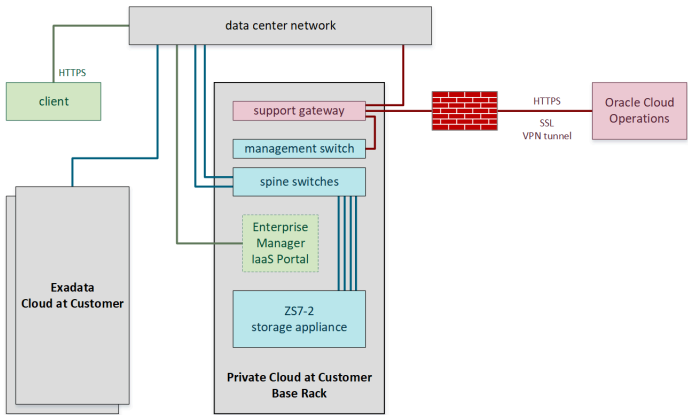 data center network
HTTPS
client
support gateway
HTTPS
SSL
VPN tunnel
Oracle Cloud
Operations
management switch
spine switches
Enterprise
Manager
IaaS Portal
Exadata
Cloud at Customer
ZS7-2
storage appliance
Private Cloud at Customer
Base Rack